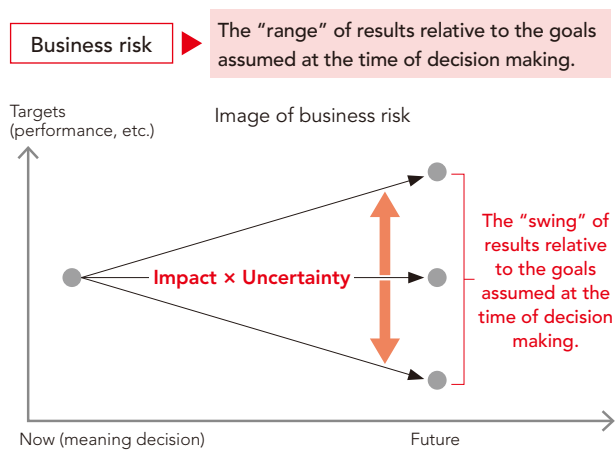 Business risk
The “range” of results relative to the goals
assumed at the time of decision making.
Targets
(performance, etc.)
Image of business risk
Impact × Uncertainty
The “swing” of
results relative
to the goals
assumed at the
time of decision
making.
Now (meaning decision)
Future